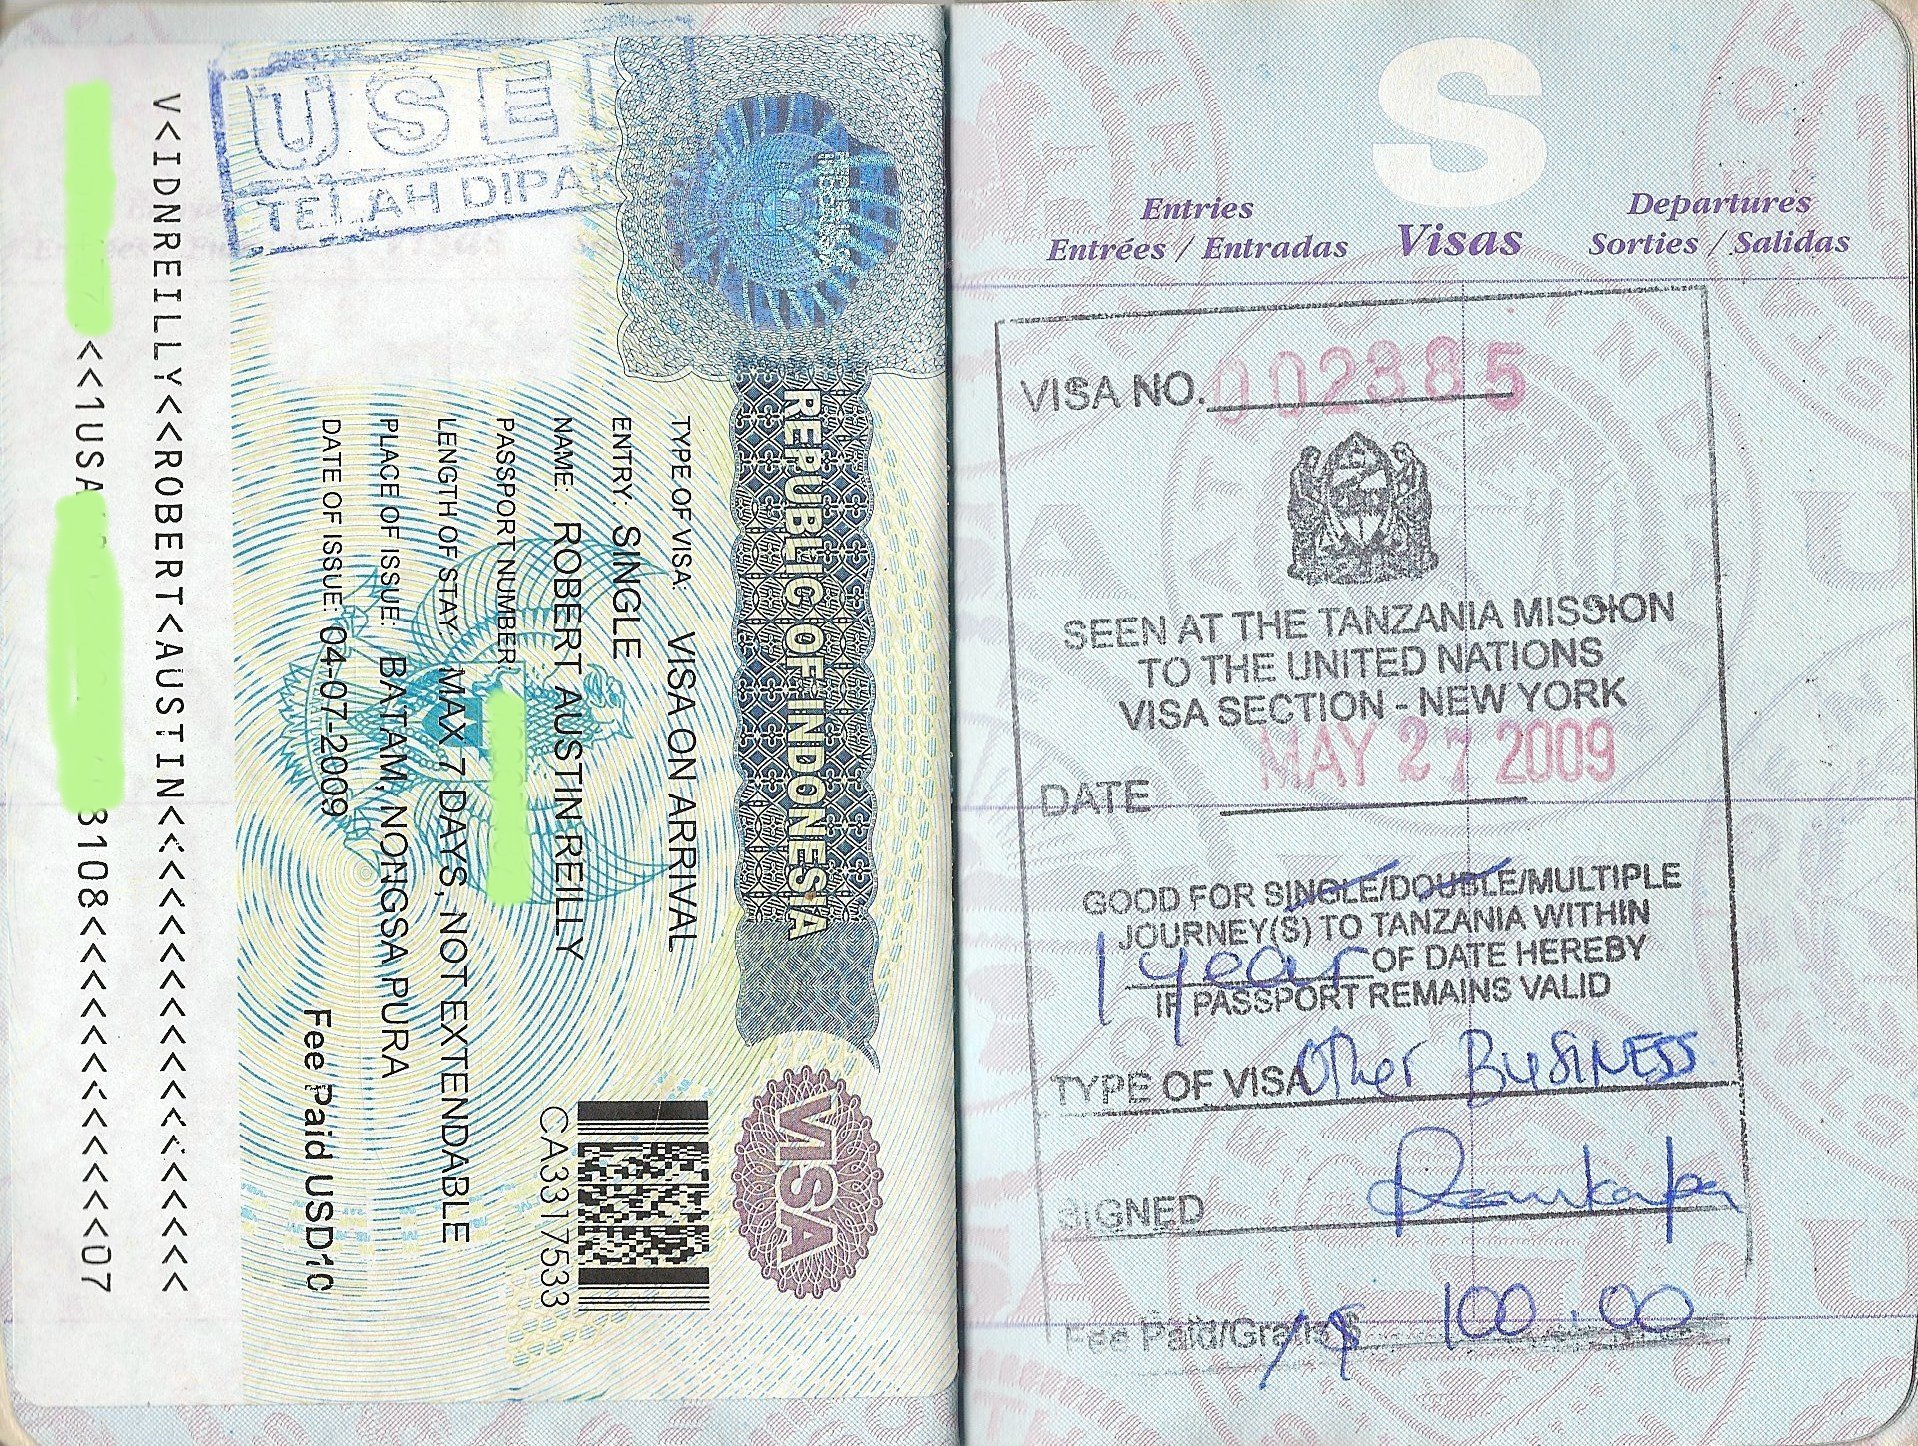 USED
TELAH DIPAK
REPUBLIC OF INDONESIA
VISA
TYPE OF VISA: VISA ON ARRIVAL
ENTRY: SINGLE
NAME: ROBERT AUSTIN REILLY
PASSPORT NUMBER:
LENGTH OF STAY: MAX 7 DAYS, NOT EXTENDABLE
PLACE OF ISSUE: BATAM, NONGSA PURA
DATE OF ISSUE: 04-07-2009
Fee Paid USD10
CA3317533
V<IDNREILLY<<ROBERT<AUSTIN<<<<<<<<<<<<<<<<<<
<<1USA 3108<<<<<<<<<<<<<<07
S
Entries
Entrées / Entradas
Visas
Departures
Sorties / Salidas
VISA NO. 002385
SEEN AT THE TANZANIA MISSION
TO THE UNITED NATIONS
VISA SECTION - NEW YORK
MAY 27 2009
DATE
GOOD FOR SINGLE/DOUBLE/MULTIPLE
JOURNEY(S) TO TANZANIA WITHIN
1 year OF DATE HEREBY
IF PASSPORT REMAINS VALID
TYPE OF VISA Other BUSINESS
SIGNED
Fee Paid/Gratis $ 100.00